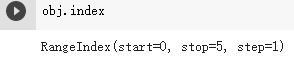 obj.index
RangeIndex(start=0, stop=5, step=1)